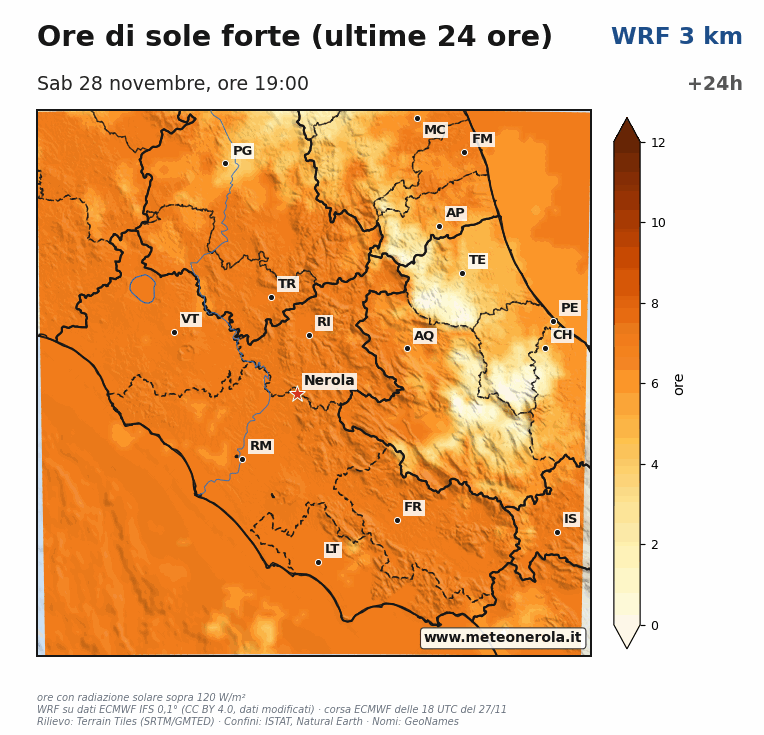 Ore di sole forte (ultime 24 ore)
WRF 3 km
Sab 28 novembre, ore 19:00
+24h
MC
FM
PG
AP
TE
TR
PE
VT
RI
AQ
CH
Nerola
RM
FR
IS
LT
www.meteonerola.it
12
10
8
6
4
2
0
ore
ore con radiazione solare sopra 120 W/m²
WRF su dati ECMWF IFS 0,1° (CC BY 4.0, dati modificati) · corsa ECMWF delle 18 UTC del 27/11
Rilievo: Terrain Tiles (SRTM/GMTED) · Confini: ISTAT, Natural Earth · Nomi: GeoNames